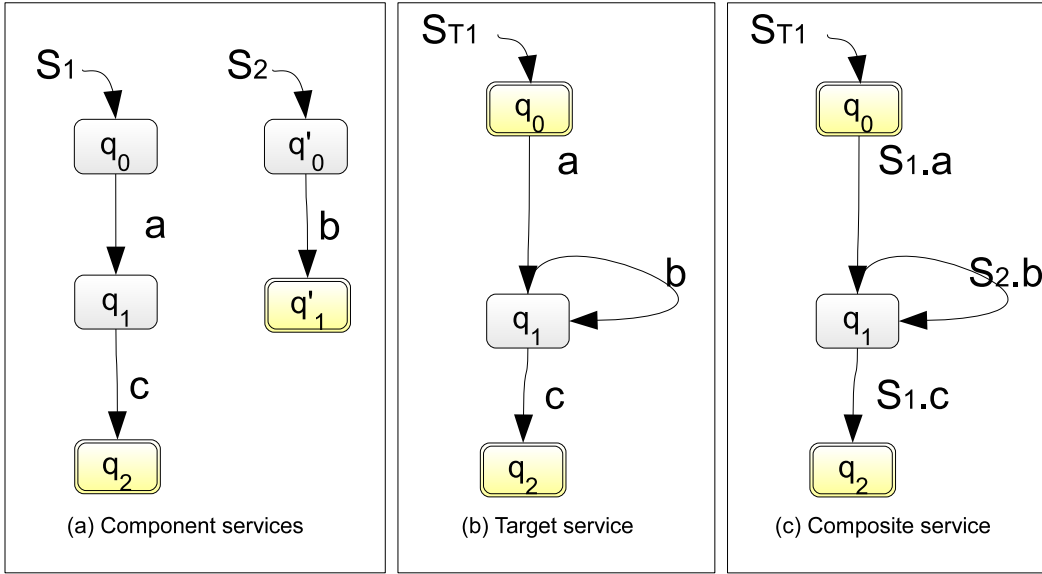 S1
S2
q0
q'0
a
b
q1
q'1
c
q2
(a) Component services
ST1
q0
a
b
q1
c
q2
(b) Target service
ST1
q0
S1.a
S2.b
q1
S1.c
q2
(c) Composite service